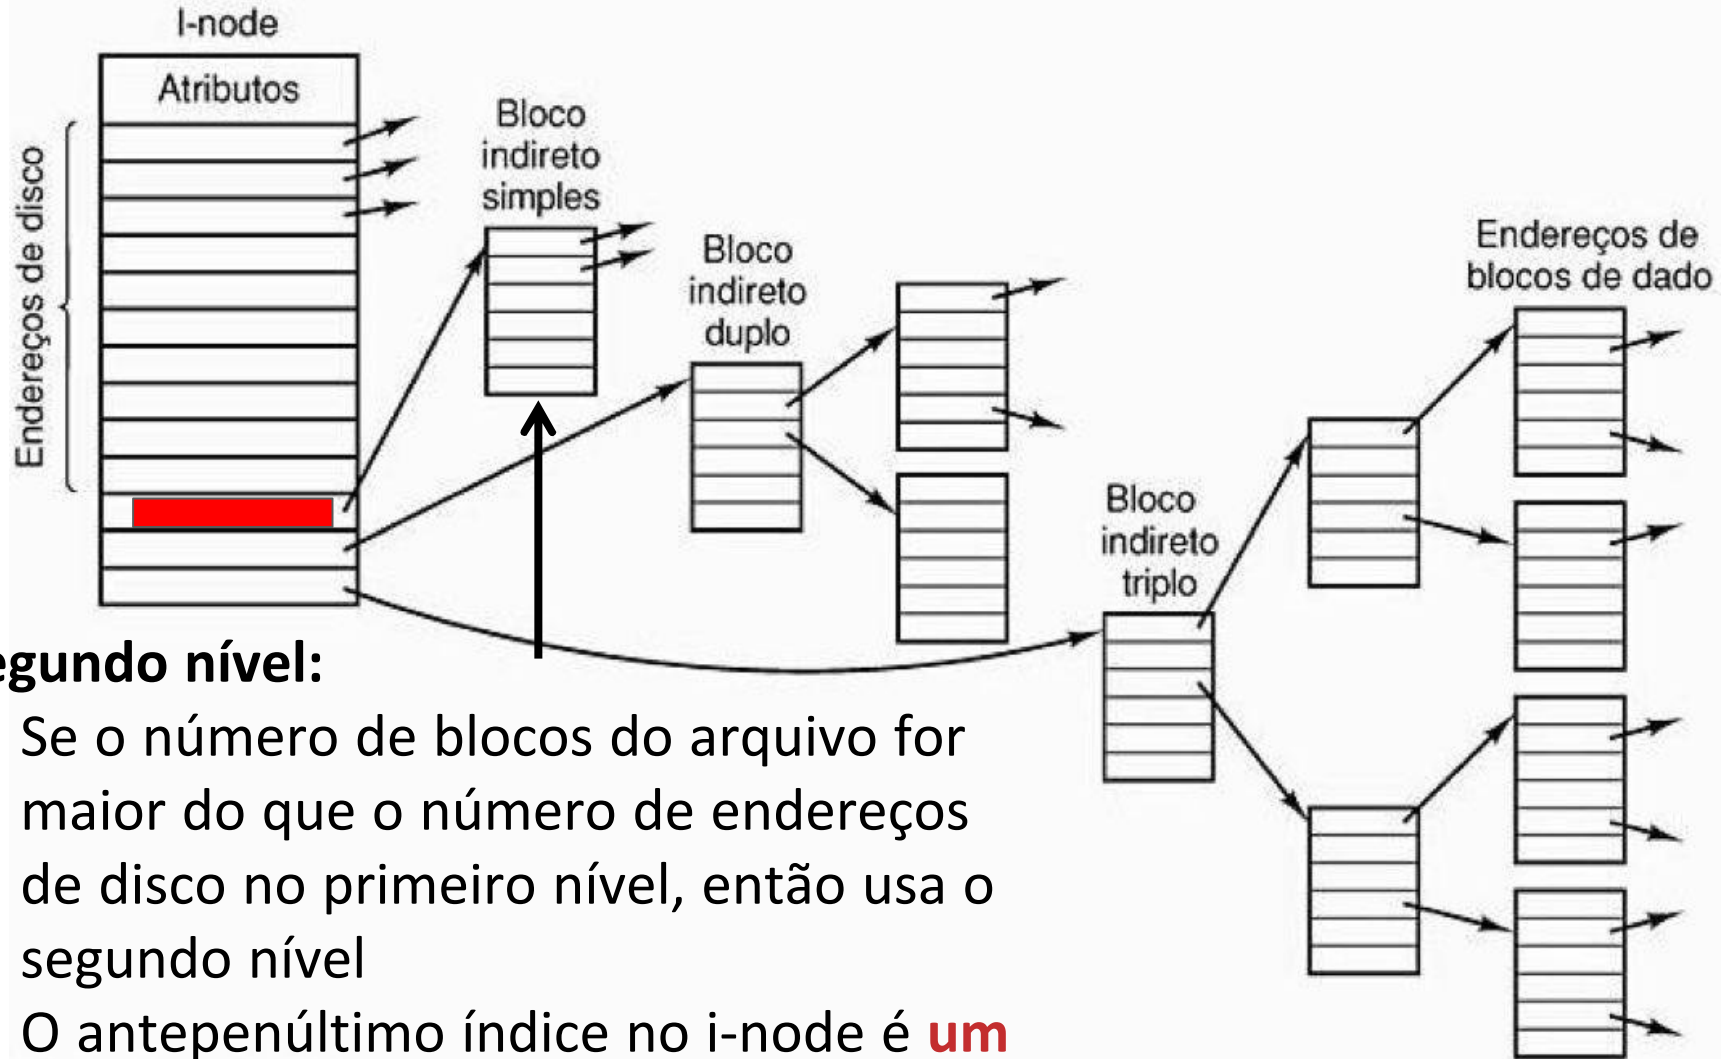 I-node
Atributos
Endereços de disco
Bloco
indireto
simples
Bloco
indireto
duplo
Bloco
indireto
triplo
Endereços de
blocos de dado
egundo nível:
Se o número de blocos do arquivo for
maior do que o número de endereços
de disco no primeiro nível, então usa o
segundo nível
O antepenúltimo índice no i-node é um